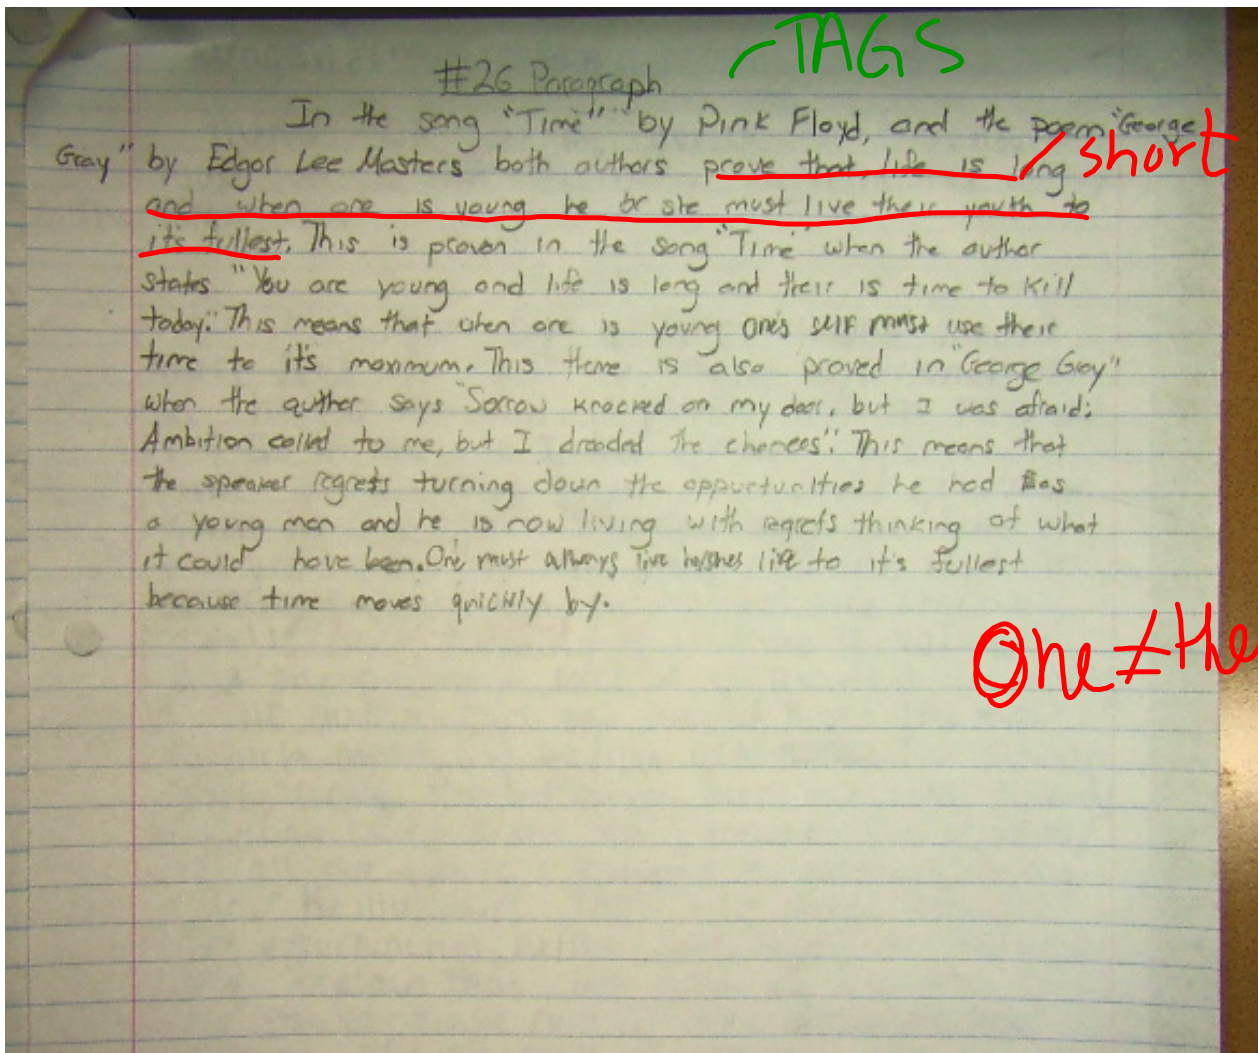 TAGS
#26 Paragraph
In the song "Time" by Pink Floyd, and the poem "George
Gray" by Edgar Lee Masters both authors prove that life is long short
and when one is young he or she must live their youth to
it's fullest. This is proven in the song "Time" when the author
states "You are young and life is long and their is time to kill
today." This means that when one is young one's self must use their
time to it's maximum. This theme is also proved in "George Gray"
when the author says "Sorrow knocked on my door, but I was afraid;
Ambition called to me, but I dreaded the chances". This means that
the speaker regrets turning down the oppurtunities he had as
a young man and he is now living with regrets thinking of what
it could have been. One must always live his/her life to it's fullest
because time moves quickly by.
One ≠ the